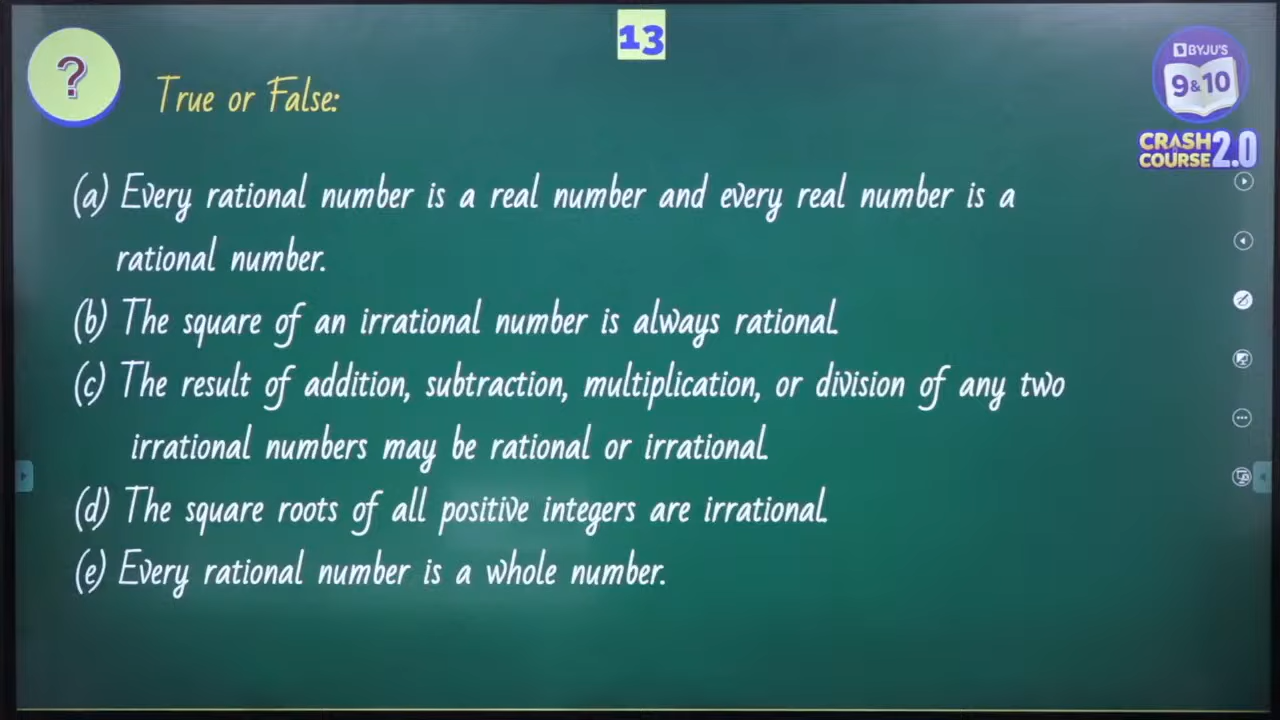 13
?
True or False:
BYJU'S
9&10
CRASH
COURSE 2.0
(a) Every rational number is a real number and every real number is a
rational number.
(b) The square of an irrational number is always rational.
(c) The result of addition, subtraction, multiplication, or division of any two
irrational numbers may be rational or irrational.
(d) The square roots of all positive integers are irrational.
(e) Every rational number is a whole number.